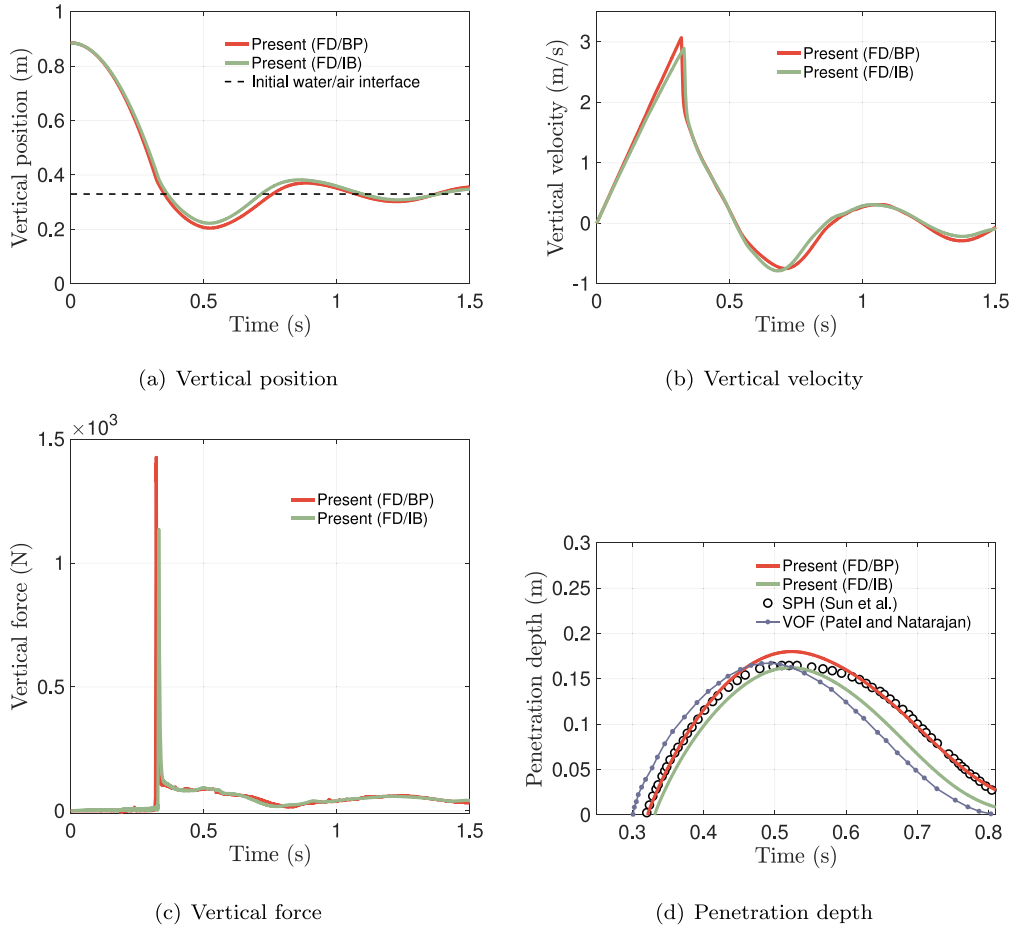 Vertical position (m)
1
0.8
0.6
0.4
0.2
0
Present (FD/BP)
Present (FD/IB)
Initial water/air interface
0 0.5 1 1.5
Time (s)
(a) Vertical position
Vertical velocity (m/s)
3
2
1
0
-1
Present (FD/BP)
Present (FD/IB)
0 0.5 1 1.5
Time (s)
(b) Vertical velocity
Vertical force (N)
×10³
1.5
1
0.5
0
Present (FD/BP)
Present (FD/IB)
0 0.5 1 1.5
Time (s)
(c) Vertical force
Penetration depth (m)
0.3
0.25
0.2
0.15
0.1
0.05
0
Present (FD/BP)
Present (FD/IB)
SPH (Sun et al.)
VOF (Patel and Natarajan)
0.3 0.4 0.5 0.6 0.7 0.8
Time (s)
(d) Penetration depth